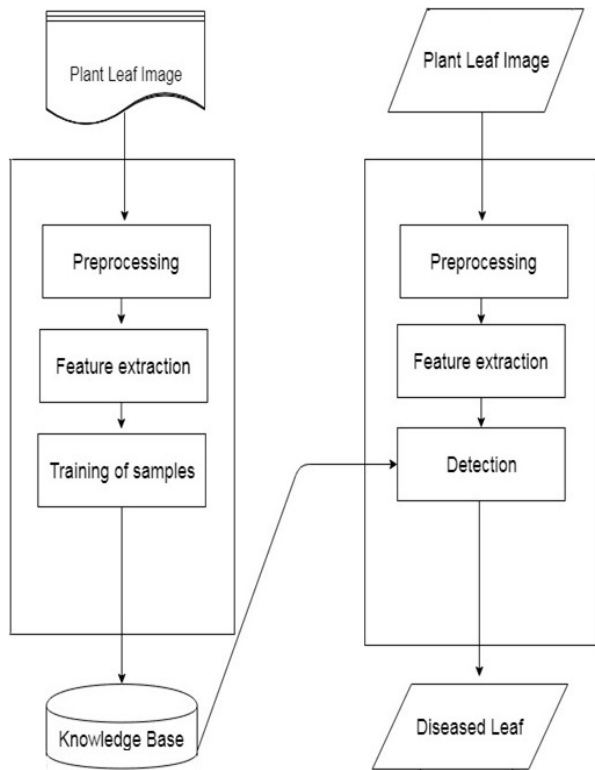 Plant Leaf Image
Preprocessing
Feature extraction
Training of samples
Knowledge Base
Plant Leaf Image
Preprocessing
Feature extraction
Detection
Diseased Leaf